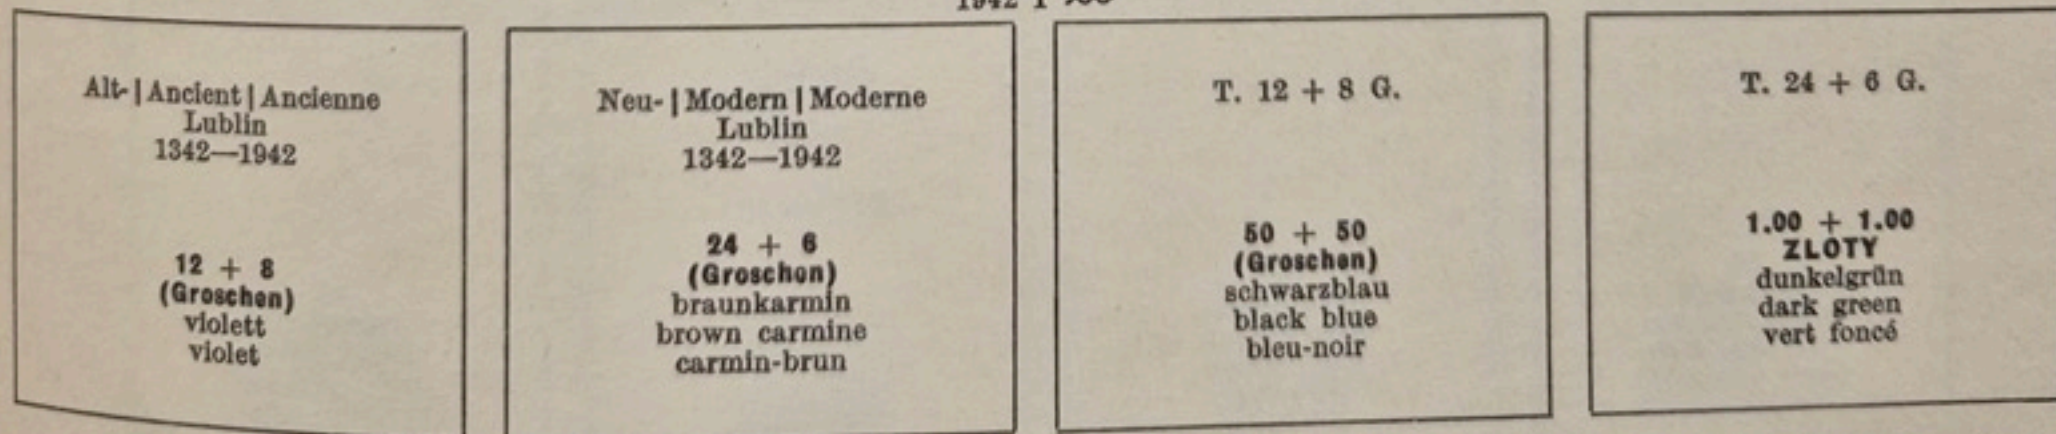 1942
Alt- | Ancient | Ancienne
Lublin
1342—1942
12 + 8
(Groschen)
violett
violet
Neu- | Modern | Moderne
Lublin
1342—1942
24 + 6
(Groschen)
braunkarmin
brown carmine
carmin-brun
T. 12 + 8 G.
50 + 50
(Groschen)
schwarzblau
black blue
bleu-noir
T. 24 + 6 G.
1.00 + 1.00
ZLOTY
dunkelgrün
dark green
vert foncé